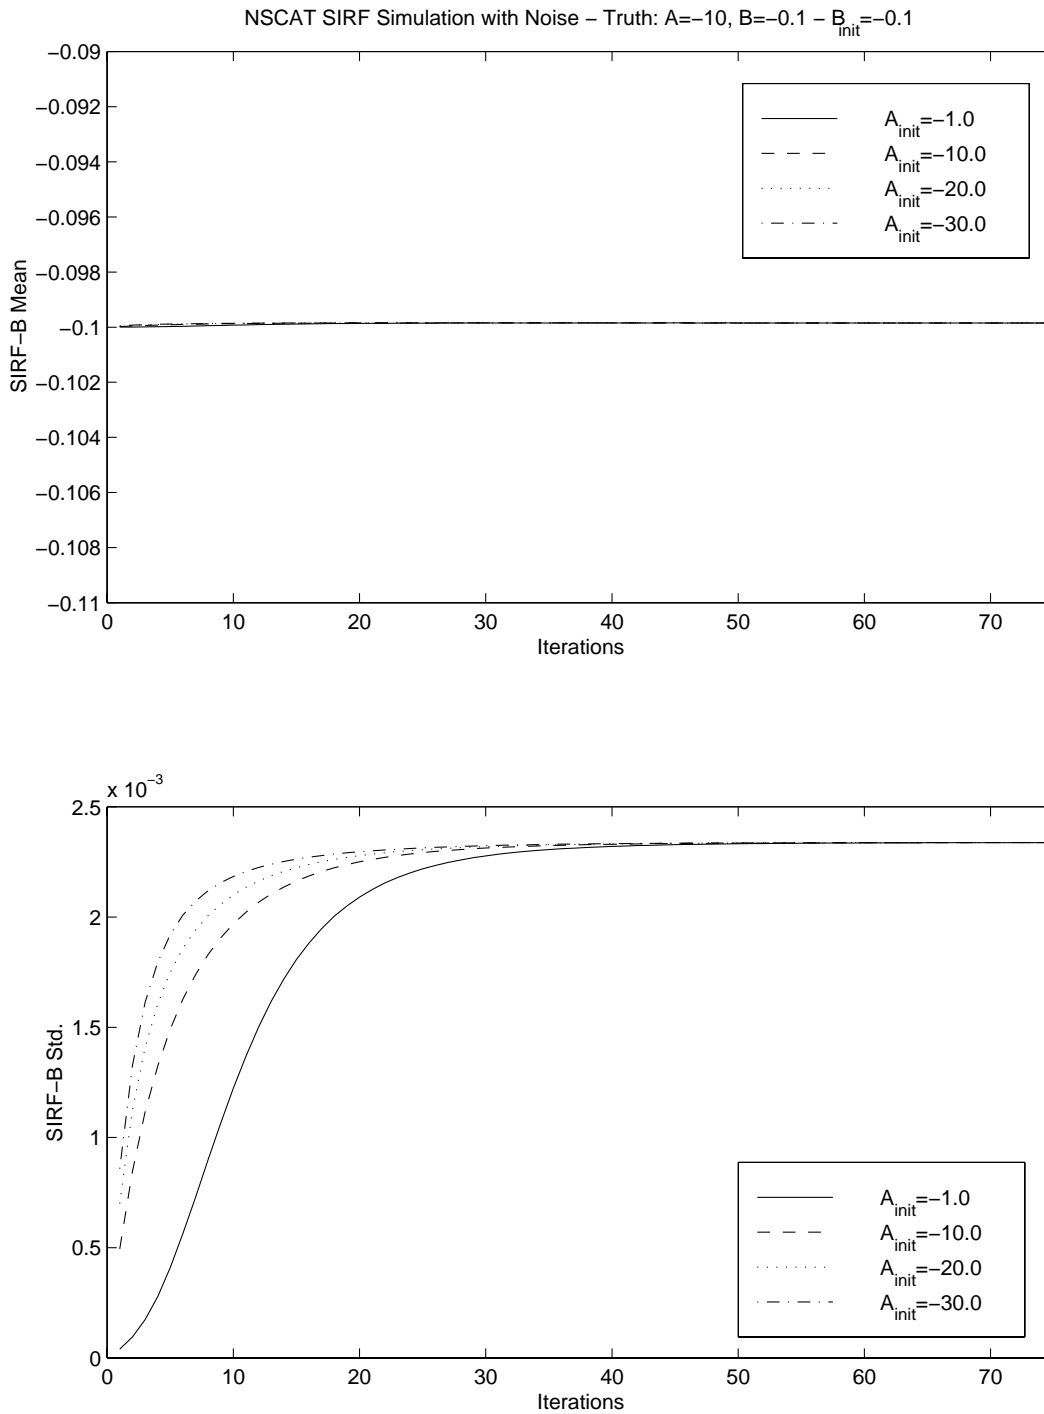 NSCAT SIRF Simulation with Noise − Truth: A=−10, B=−0.1 − B_init=−0.1
−0.09
−0.092
−0.094
−0.096
−0.098
−0.1
−0.102
−0.104
−0.106
−0.108
−0.11
SIRF−B Mean
A_init=−1.0
A_init=−10.0
A_init=−20.0
A_init=−30.0
0 10 20 30 40 50 60 70
Iterations
x 10^−3
2.5
2
1.5
1
0.5
0
SIRF−B Std.
A_init=−1.0
A_init=−10.0
A_init=−20.0
A_init=−30.0
0 10 20 30 40 50 60 70
Iterations